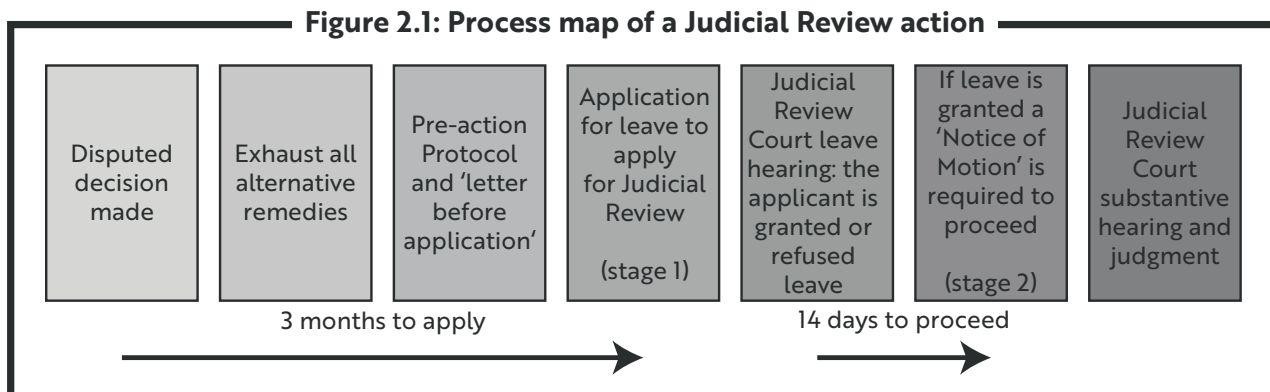 Figure 2.1: Process map of a Judicial Review action
Disputed
decision
made
Exhaust all
alternative
remedies
Pre-action
Protocol
and ‘letter
before
application’
Application
for leave to
apply
for Judicial
Review
(stage 1)
Judicial
Review
Court leave
hearing: the
applicant is
granted or
refused
leave
If leave is
granted a
‘Notice of
Motion’ is
required to
proceed
(stage 2)
Judicial
Review
Court
substantive
hearing and
judgment
3 months to apply
14 days to proceed